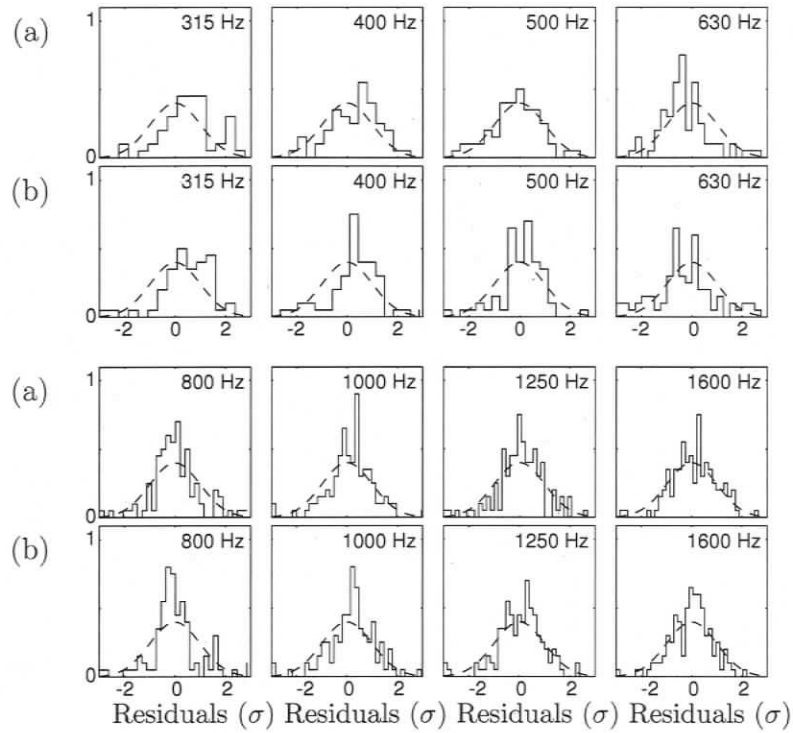 (a) 1 315 Hz 400 Hz 500 Hz 630 Hz
0
(b) 1 315 Hz 400 Hz 500 Hz 630 Hz
0
-2 0 2 -2 0 2 -2 0 2 -2 0 2
(a) 1 800 Hz 1000 Hz 1250 Hz 1600 Hz
0
(b) 1 800 Hz 1000 Hz 1250 Hz 1600 Hz
0
-2 0 2 -2 0 2 -2 0 2 -2 0 2
Residuals (σ) Residuals (σ) Residuals (σ) Residuals (σ)